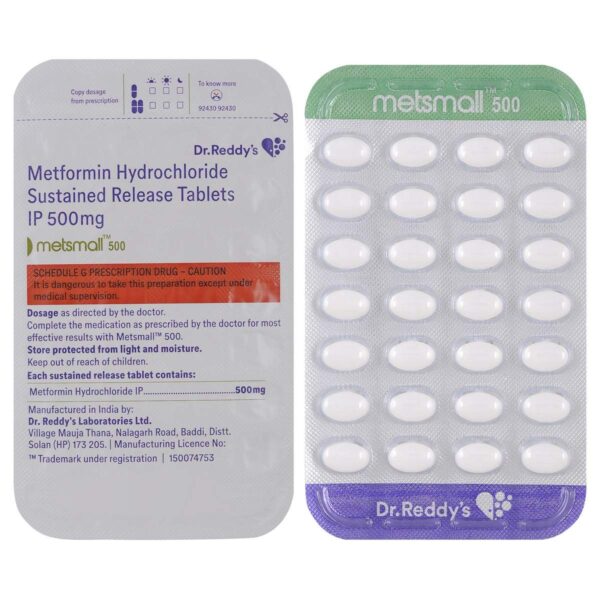 Copy dosage
from prescription
To know more
92430 92430
Dr.Reddy's
Metformin Hydrochloride
Sustained Release Tablets
IP 500mg
metsmall™ 500
SCHEDULE G PRESCRIPTION DRUG – CAUTION
It is dangerous to take this preparation except under
medical supervision.
Dosage as directed by the doctor.
Complete the medication as prescribed by the doctor for most
effective results with Metsmall™ 500.
Store protected from light and moisture.
Keep out of reach of children.
Each sustained release tablet contains:
Metformin Hydrochloride IP..................500mg
Manufactured in India by:
Dr. Reddy's Laboratories Ltd.
Village Mauja Thana, Nalagarh Road, Baddi, Distt.
Solan (HP) 173 205. | Manufacturing Licence No:
™ Trademark under registration | 150074753
metsmall™ 500
Dr.Reddy's